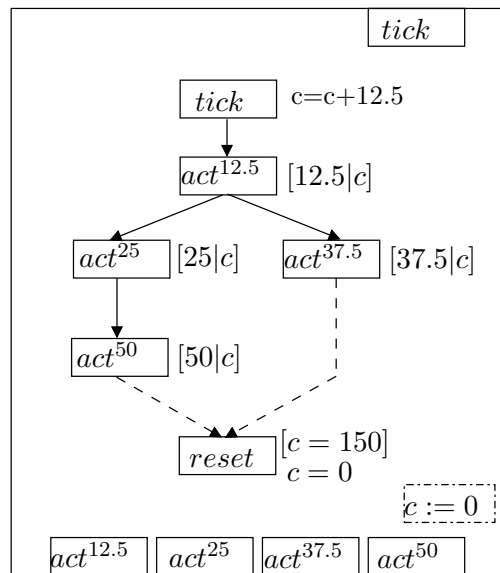 tick
tick c=c+12.5
act^12.5 [12.5|c]
act^25 [25|c] act^37.5 [37.5|c]
act^50 [50|c]
reset [c = 150]
c = 0
c := 0
act^12.5 act^25 act^37.5 act^50